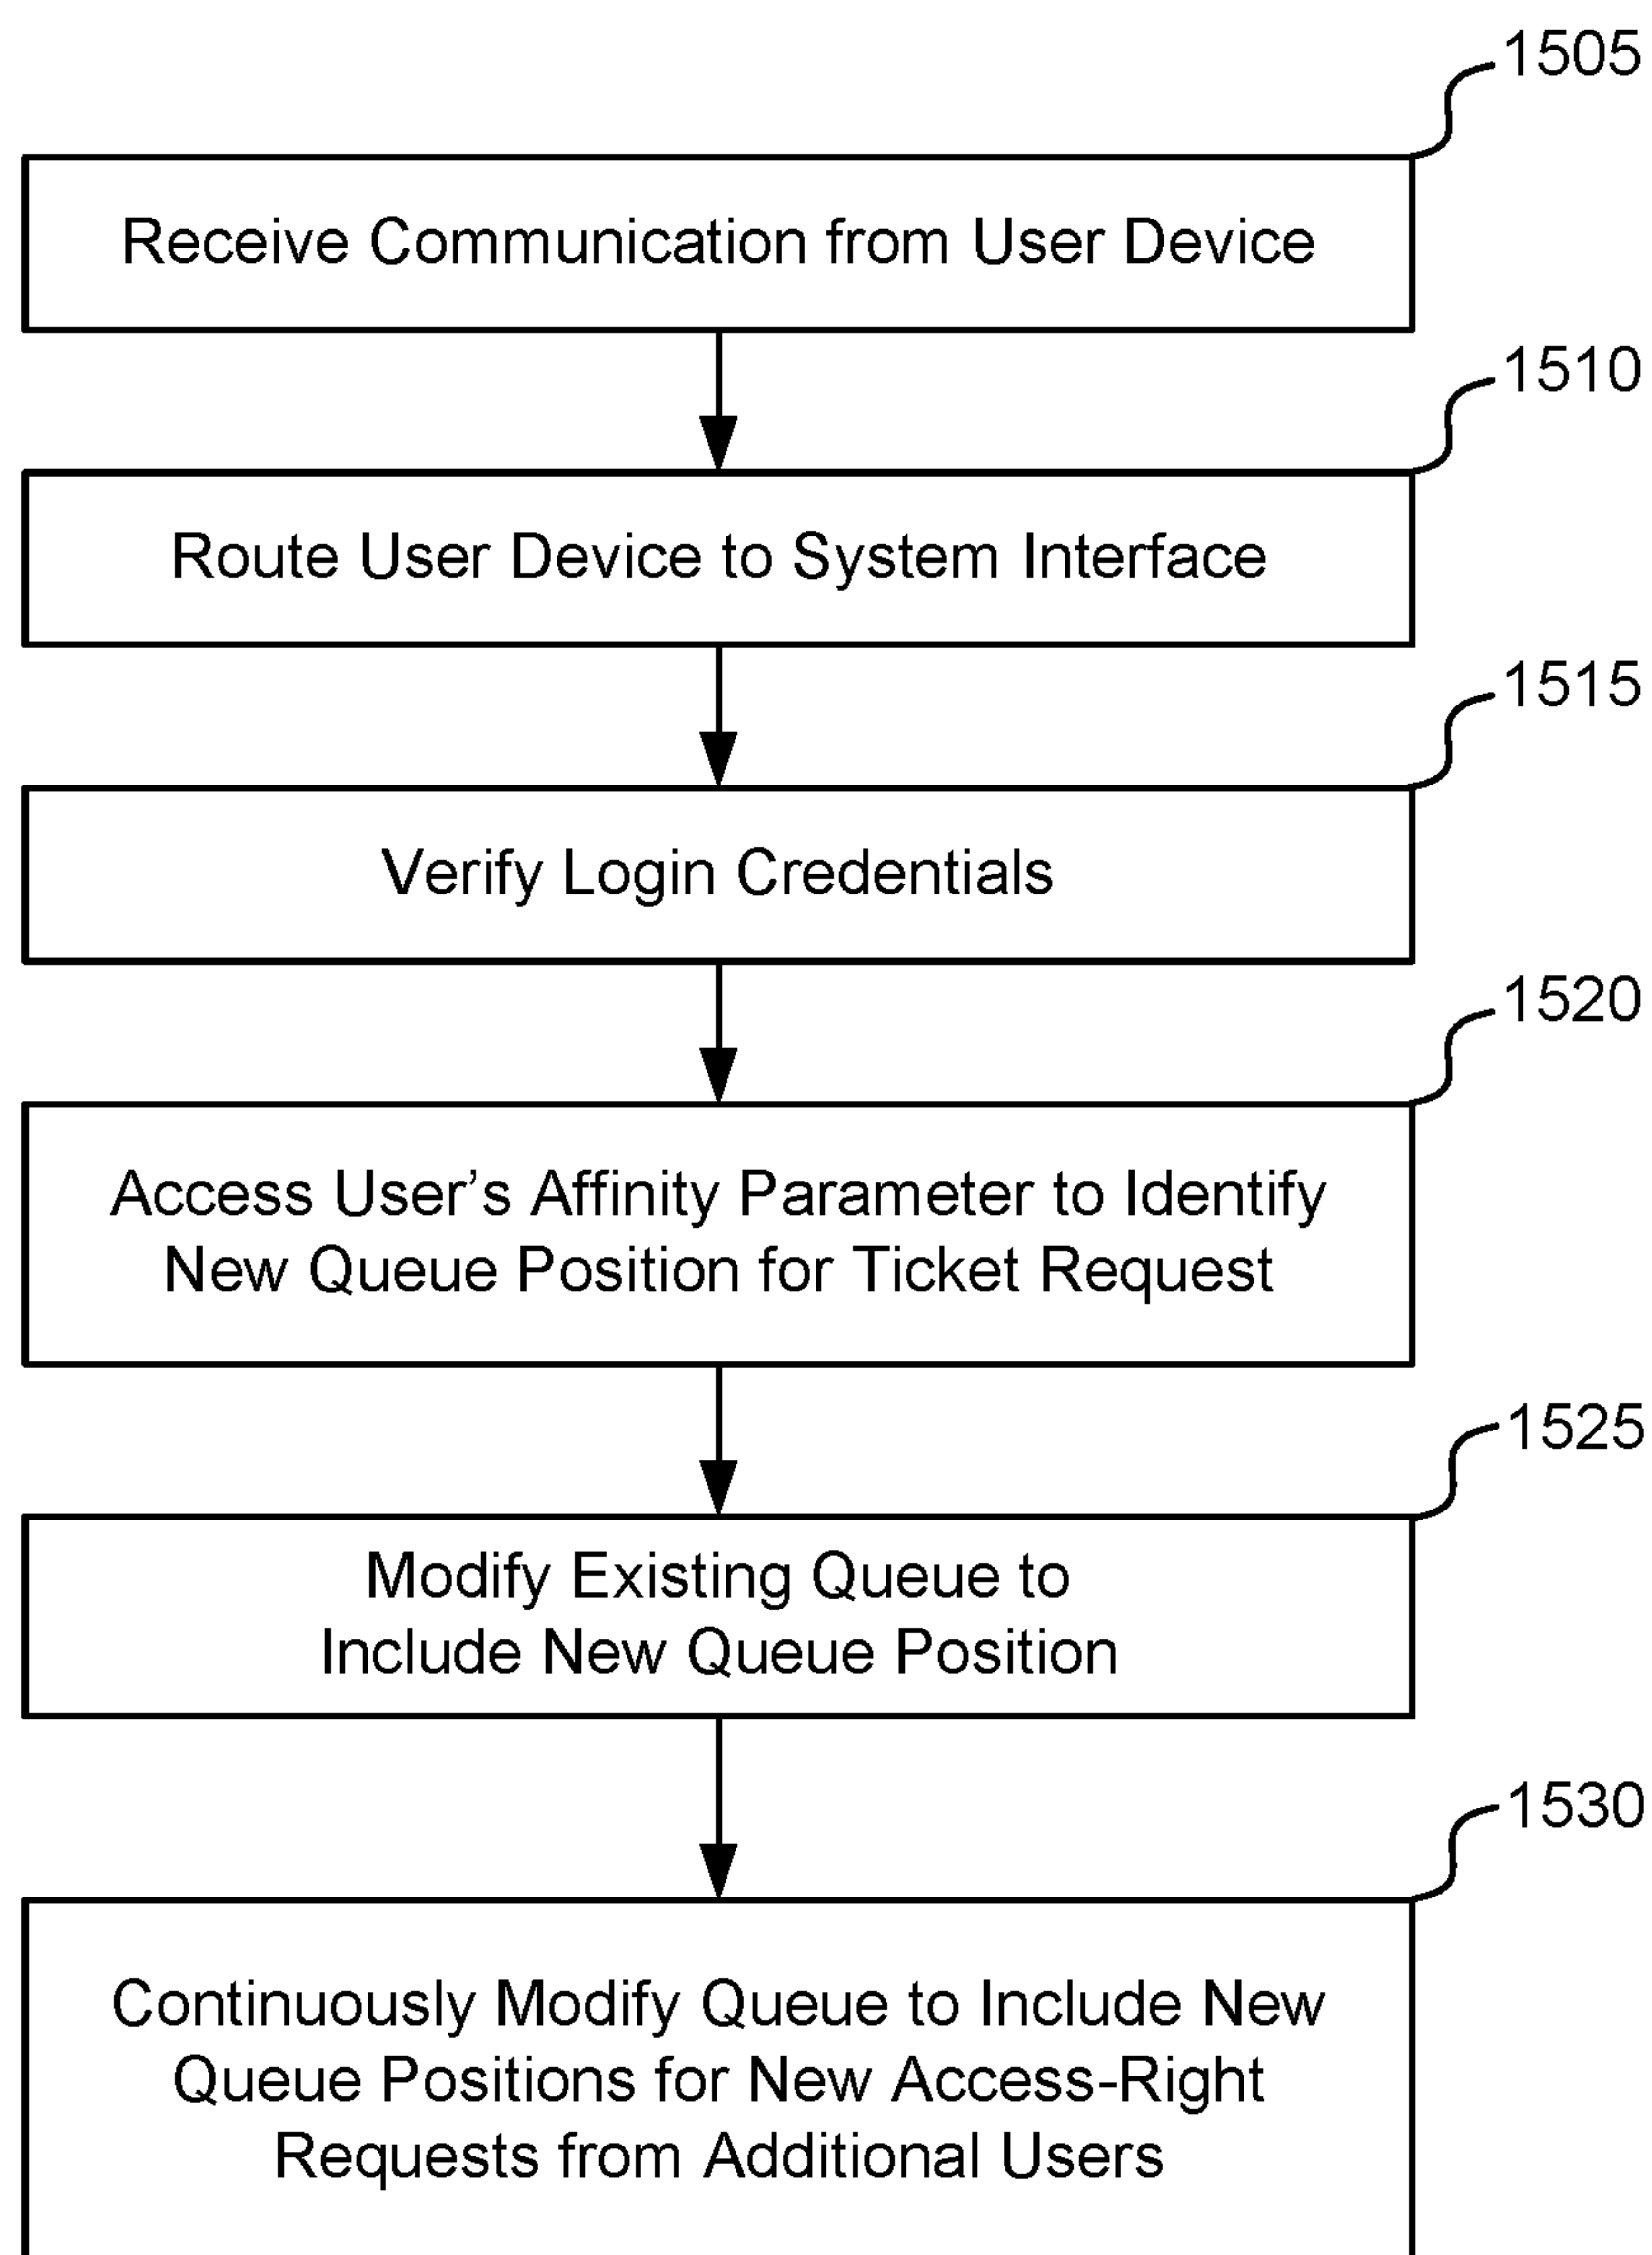 1505
Receive Communication from User Device
1510
Route User Device to System Interface
1515
Verify Login Credentials
1520
Access User’s Affinity Parameter to Identify
New Queue Position for Ticket Request
1525
Modify Existing Queue to
Include New Queue Position
1530
Continuously Modify Queue to Include New
Queue Positions for New Access-Right
Requests from Additional Users